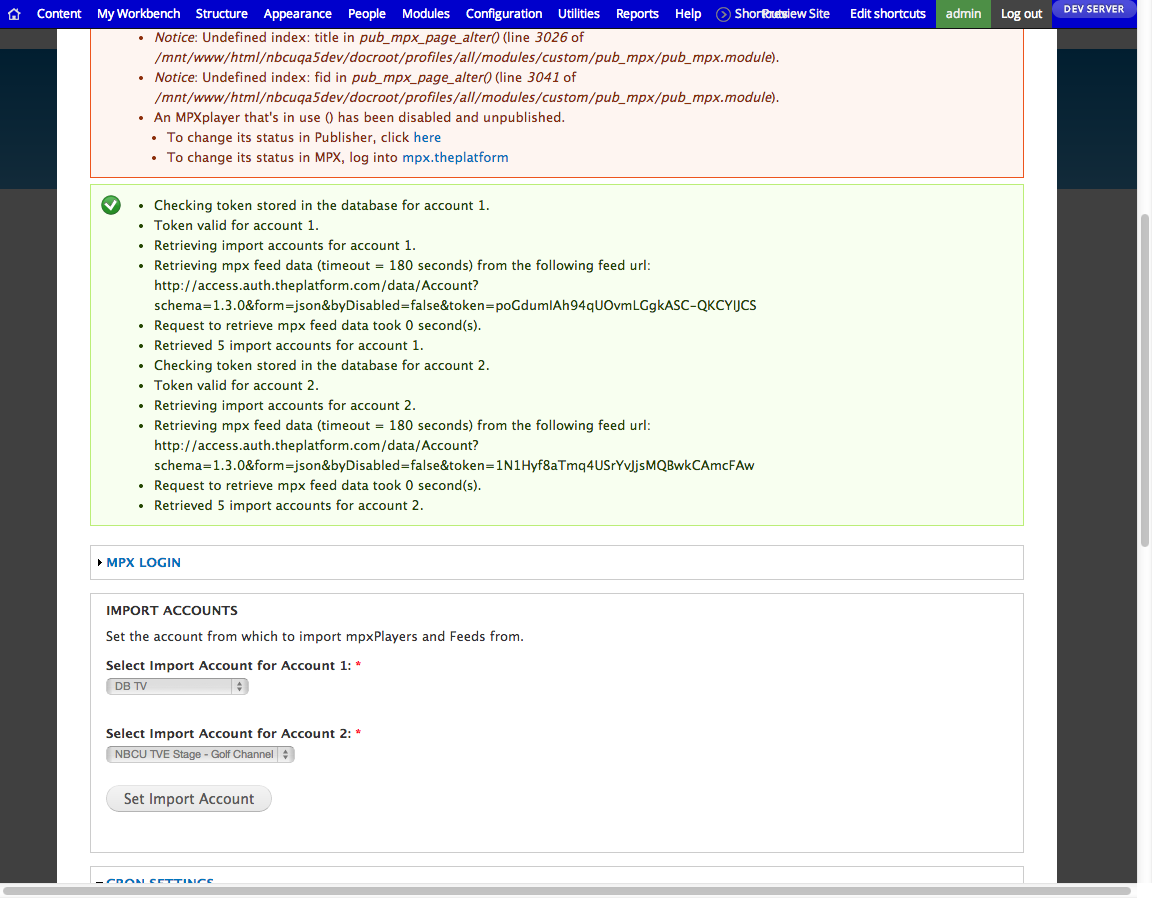 Content My Workbench Structure Appearance People Modules Configuration Utilities Reports Help Shortcuts Preview Site Edit shortcuts admin Log out DEV SERVER
Notice: Undefined index: title in pub_mpx_page_alter() (line 3026 of
/mnt/www/html/nbcuqa5dev/docroot/profiles/all/modules/custom/pub_mpx/pub_mpx.module).
Notice: Undefined index: fid in pub_mpx_page_alter() (line 3041 of
/mnt/www/html/nbcuqa5dev/docroot/profiles/all/modules/custom/pub_mpx/pub_mpx.module).
An MPXplayer that's in use () has been disabled and unpublished.
To change its status in Publisher, click here
To change its status in MPX, log into mpx.theplatform
Checking token stored in the database for account 1.
Token valid for account 1.
Retrieving import accounts for account 1.
Retrieving mpx feed data (timeout = 180 seconds) from the following feed url:
http://access.auth.theplatform.com/data/Account?
schema=1.3.0&form=json&byDisabled=false&token=poGdumIAh94qUOvmLGgkASC-QKCYIJCS
Request to retrieve mpx feed data took 0 second(s).
Retrieved 5 import accounts for account 1.
Checking token stored in the database for account 2.
Token valid for account 2.
Retrieving import accounts for account 2.
Retrieving mpx feed data (timeout = 180 seconds) from the following feed url:
http://access.auth.theplatform.com/data/Account?
schema=1.3.0&form=json&byDisabled=false&token=1N1Hyf8aTmq4USrYvJjsMQBwkCAmcFAw
Request to retrieve mpx feed data took 0 second(s).
Retrieved 5 import accounts for account 2.
MPX LOGIN
IMPORT ACCOUNTS
Set the account from which to import mpxPlayers and Feeds from.
Select Import Account for Account 1: *
DB TV
Select Import Account for Account 2: *
NBCU TVE Stage - Golf Channel
Set Import Account
CRON SETTINGS